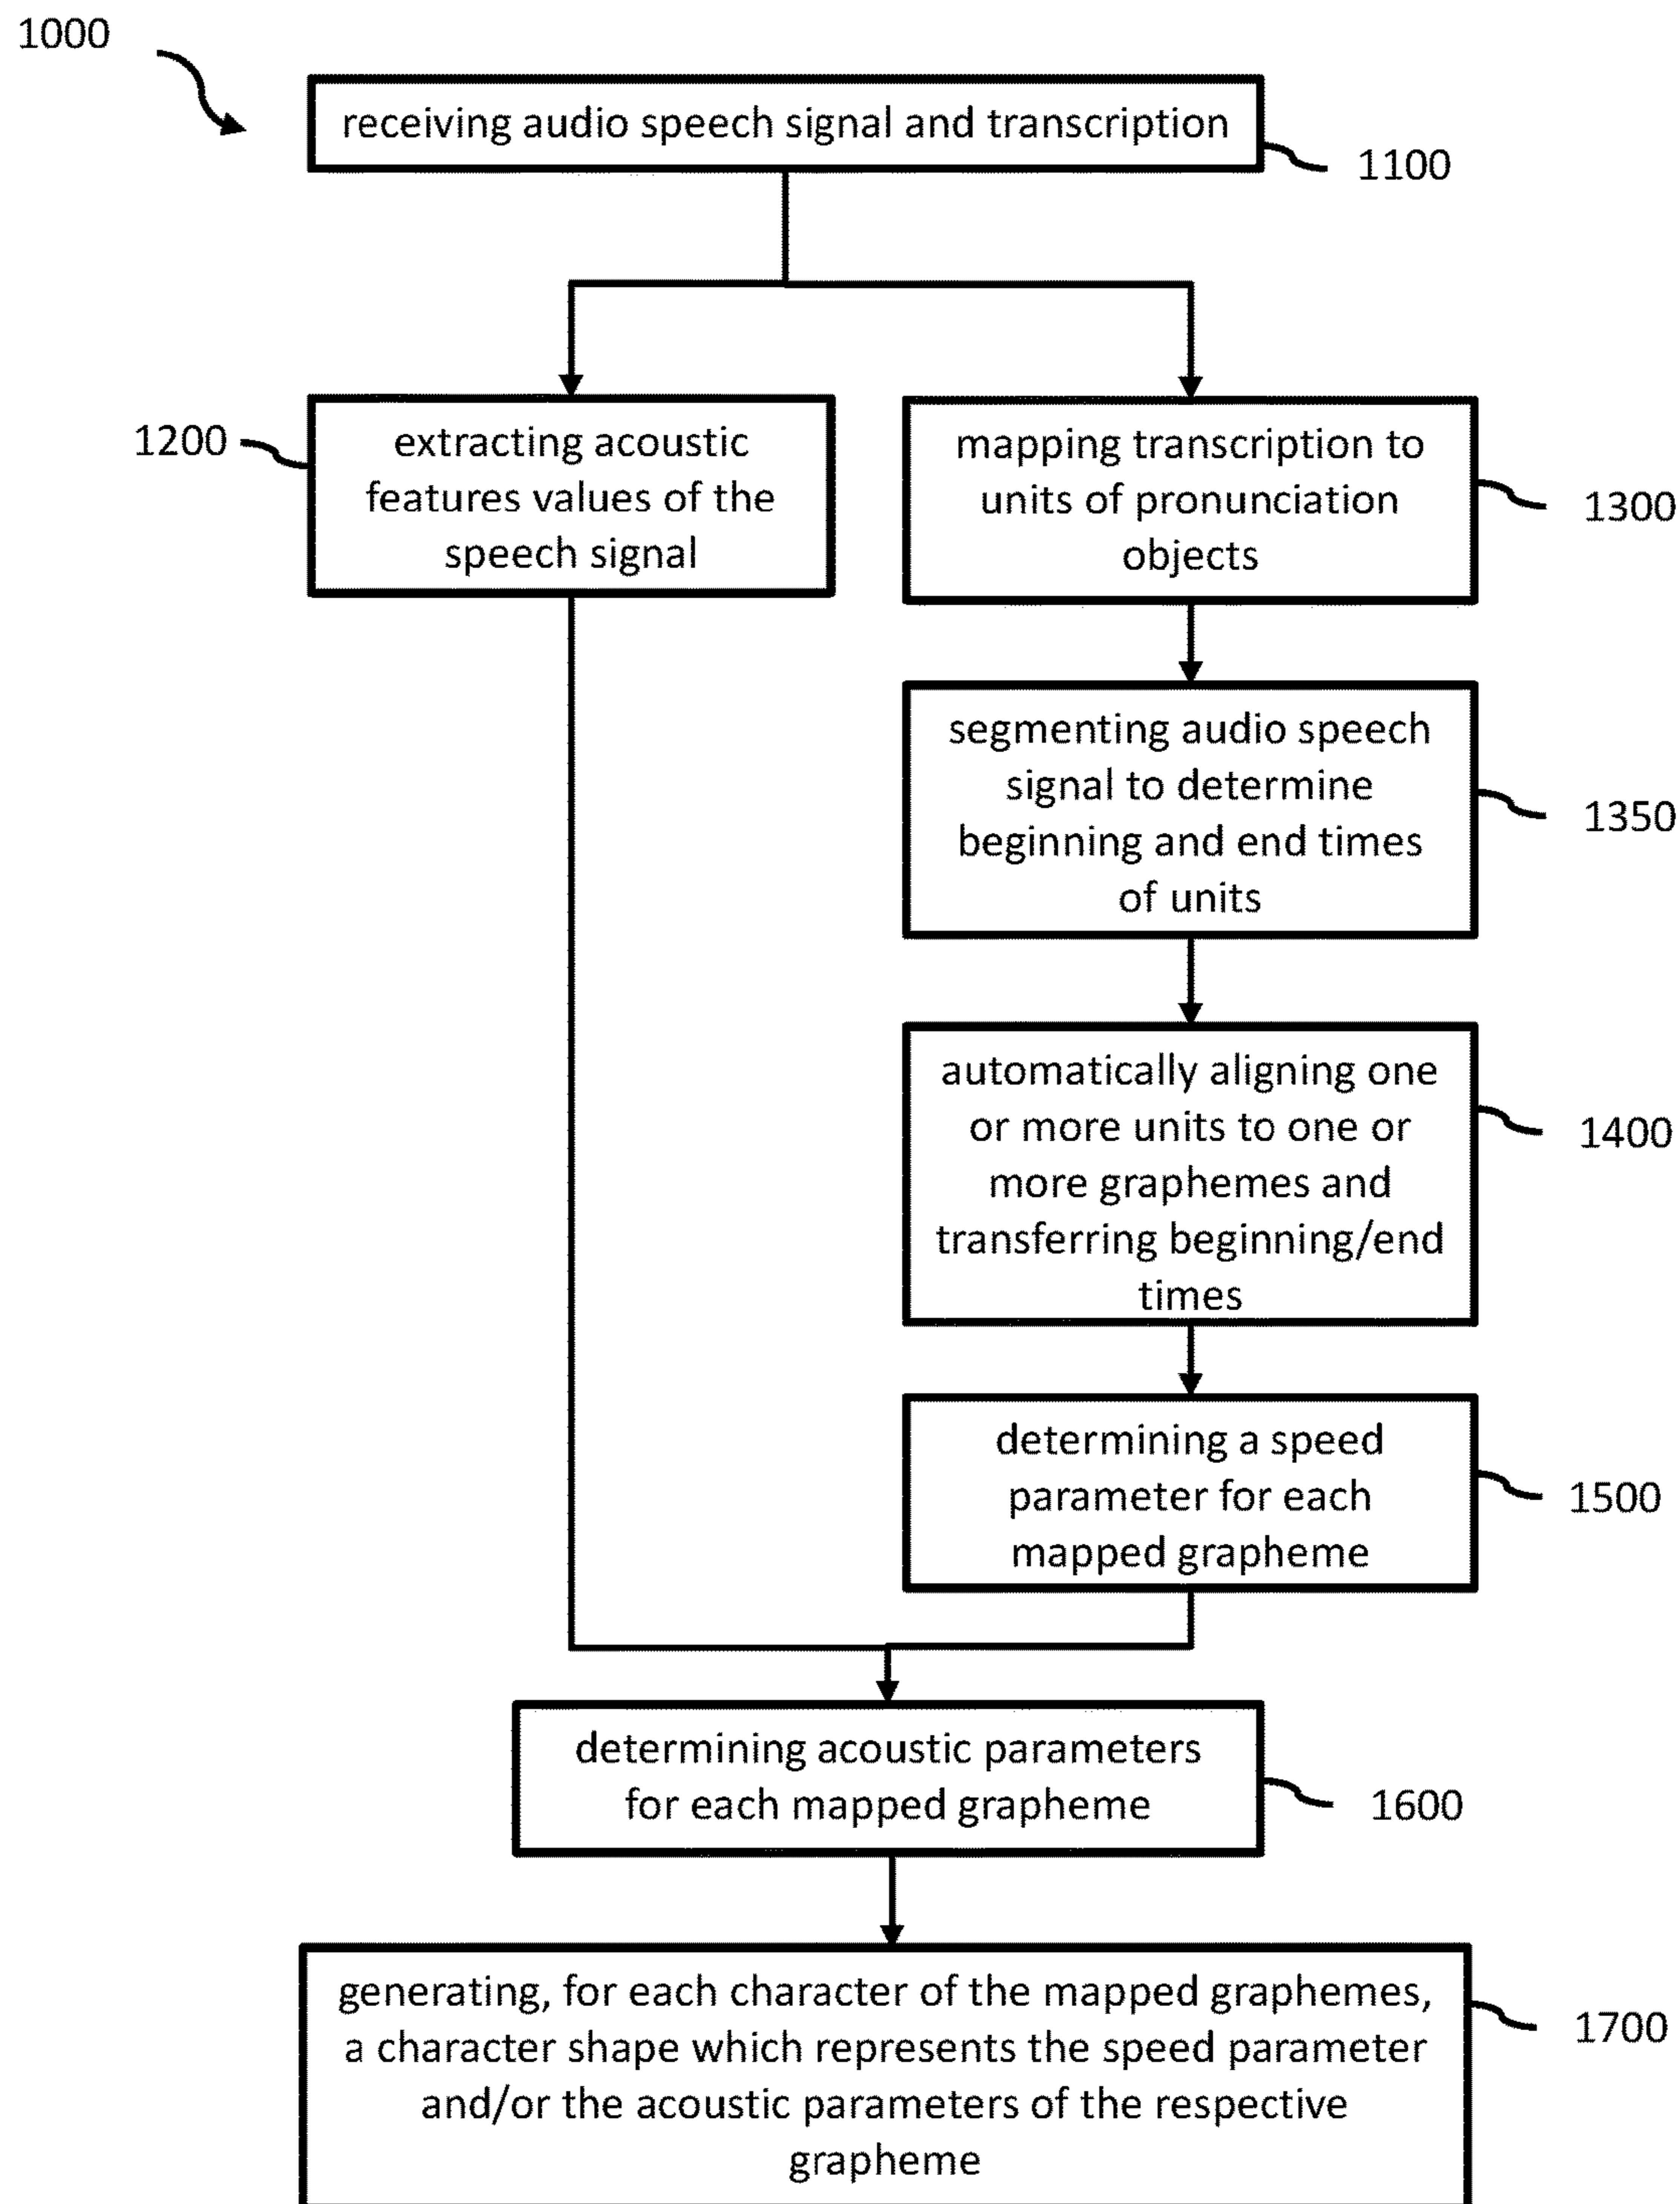 1000
receiving audio speech signal and transcription
1100
1200
extracting acoustic
features values of the
speech signal
mapping transcription to
units of pronunciation
objects
1300
segmenting audio speech
signal to determine
beginning and end times
of units
1350
automatically aligning one
or more units to one or
more graphemes and
transferring beginning/end
times
1400
determining a speed
parameter for each
mapped grapheme
1500
determining acoustic parameters
for each mapped grapheme
1600
generating, for each character of the mapped graphemes,
a character shape which represents the speed parameter
and/or the acoustic parameters of the respective
grapheme
1700